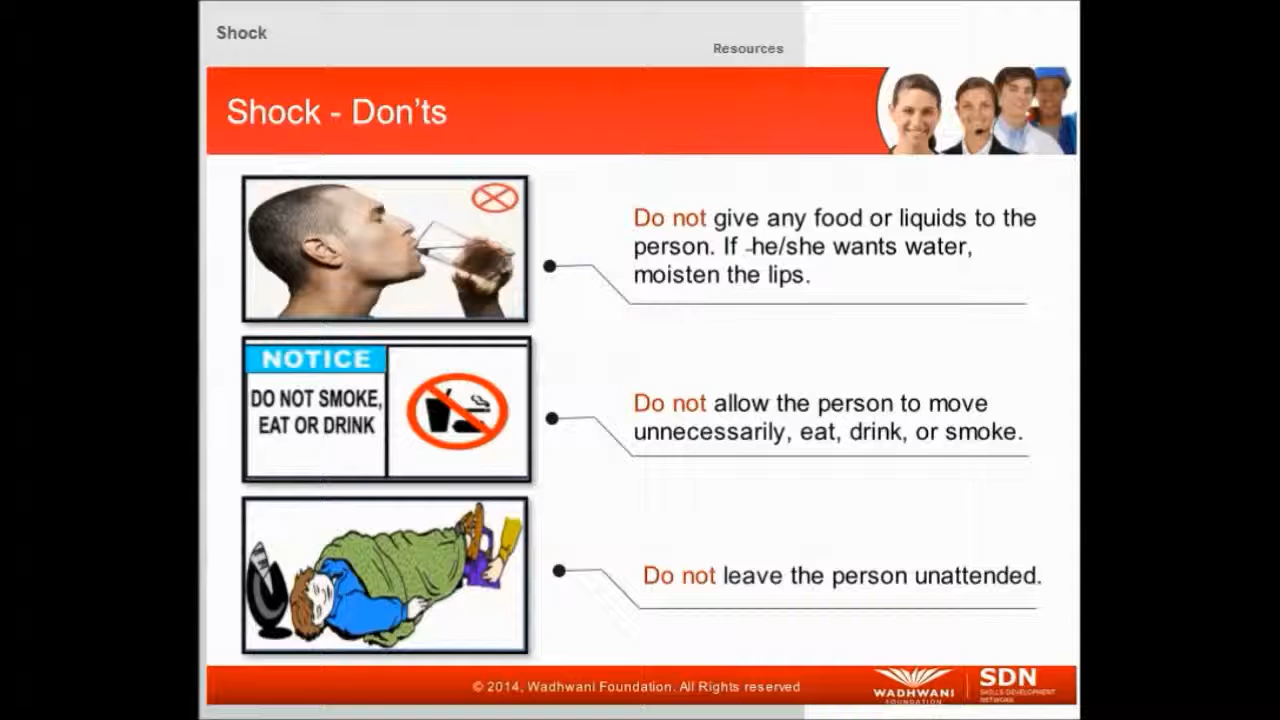 Shock
Resources
Shock - Don'ts
Do not give any food or liquids to the
person. If -he/she wants water,
moisten the lips.
NOTICE
DO NOT SMOKE,
EAT OR DRINK
Do not allow the person to move
unnecessarily, eat, drink, or smoke.
Do not leave the person unattended.
© 2014, Wadhwani Foundation. All Rights reserved
WADHWANI
FOUNDATION
SDN
SKILLS DEVELOPMENT
NETWORK